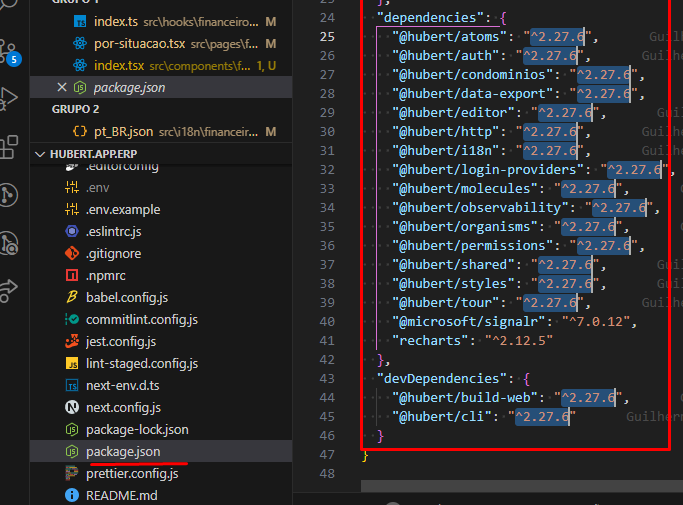 GRUPO 1
index.ts src\hooks\financeiro... M
por-situacao.tsx src\pages\f... M
index.tsx src\components\f... 1, U
package.json
GRUPO 2
pt_BR.json src\i18n\financeir... M
HUBERT.APP.ERP
.editorconfig
.env
.env.example
.eslintrc.js
.gitignore
.npmrc
babel.config.js
commitlint.config.js
jest.config.js
lint-staged.config.js
next-env.d.ts
next.config.js
package-lock.json
package.json
prettier.config.js
README.md
5
24 "dependencies": {
25 "@hubert/atoms": "^2.27.6", Guilh
26 "@hubert/auth": "^2.27.6", Guilher
27 "@hubert/condominios": "^2.27.6",
28 "@hubert/data-export": "^2.27.6",
29 "@hubert/editor": "^2.27.6", Guilh
30 "@hubert/http": "^2.27.6", Guilher
31 "@hubert/i18n": "^2.27.6", Guilher
32 "@hubert/login-providers": "^2.27.6",
33 "@hubert/molecules": "^2.27.6",
34 "@hubert/observability": "^2.27.6",
35 "@hubert/organisms": "^2.27.6",
36 "@hubert/permissions": "^2.27.6",
37 "@hubert/shared": "^2.27.6", Guilh
38 "@hubert/styles": "^2.27.6", Guilh
39 "@hubert/tour": "^2.27.6", Guilher
40 "@microsoft/signalr": "^7.0.12",
41 "recharts": "^2.12.5"
42 },
43 "devDependencies": {
44 "@hubert/build-web": "^2.27.6",
45 "@hubert/cli": "^2.27.6" Guilherm
46 }
47 }
48